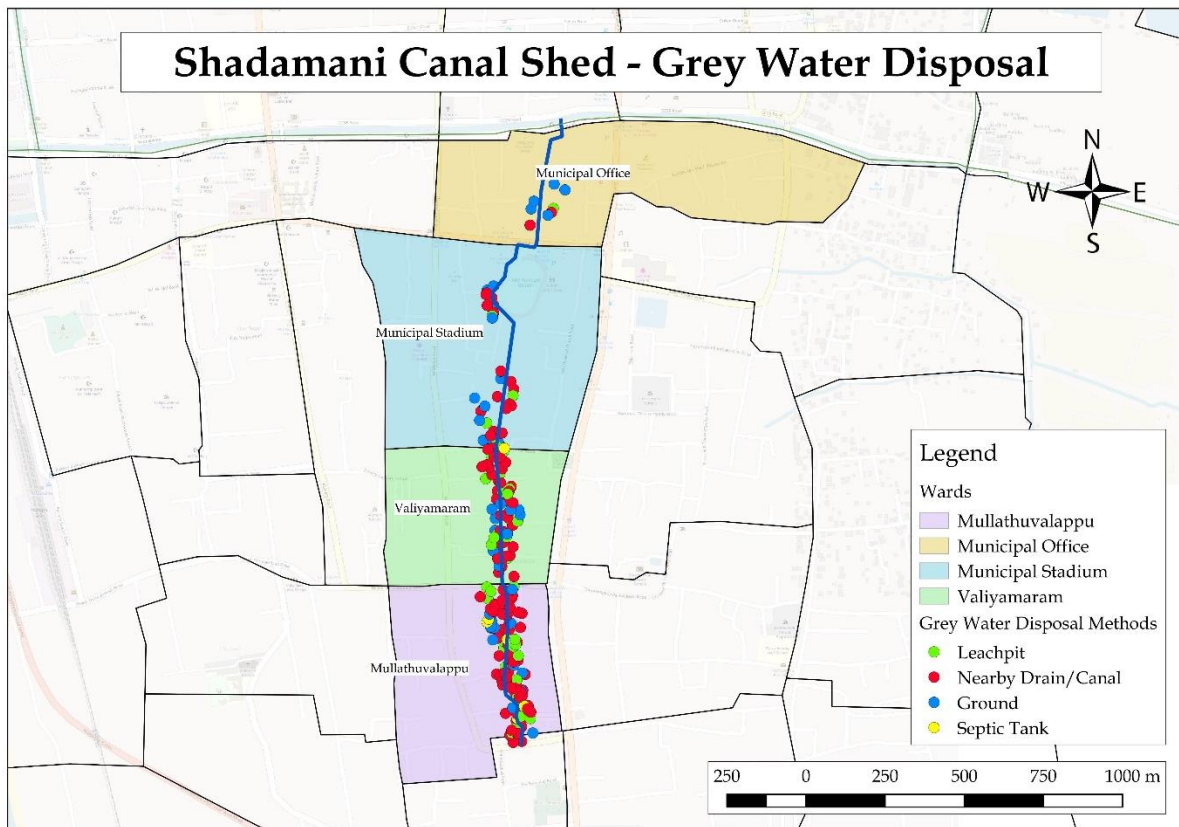 Shadamani Canal Shed - Grey Water Disposal
N
W
E
S
Municipal Office
Municipal Stadium
Valiyamaram
Mullathuvalappu
Legend
Wards
Mullathuvalappu
Municipal Office
Municipal Stadium
Valiyamaram
Grey Water Disposal Methods
Leachpit
Nearby Drain/Canal
Ground
Septic Tank
250 0 250 500 750 1000 m